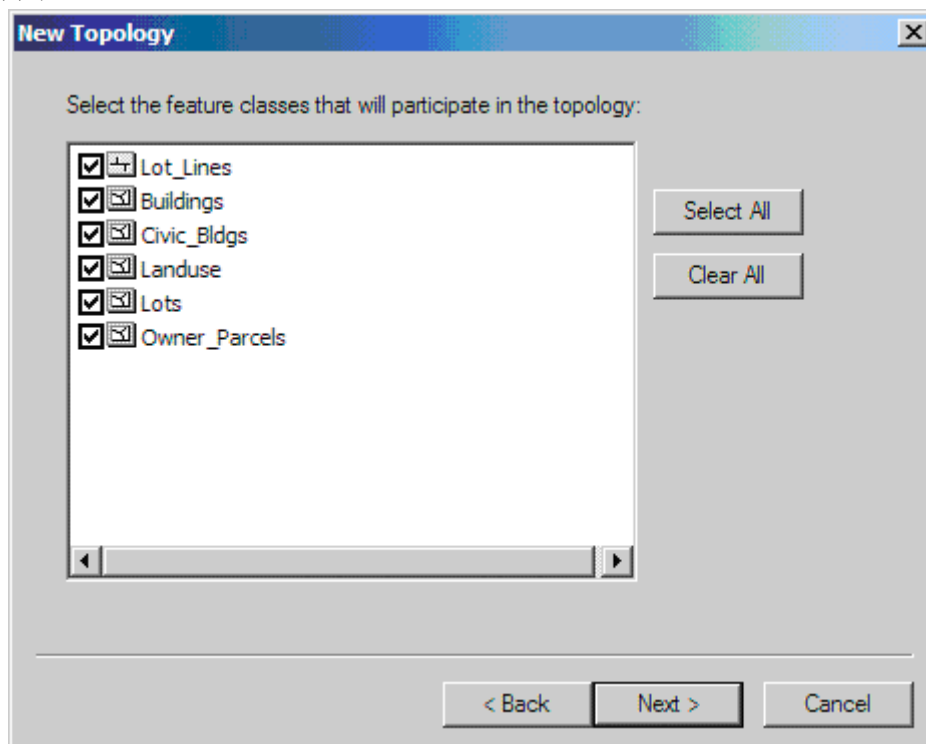 New Topology
Select the feature classes that will participate in the topology:
Lot_Lines
Buildings
Civic_Bldgs
Landuse
Lots
Owner_Parcels
Select All
Clear All
< Back
Next >
Cancel